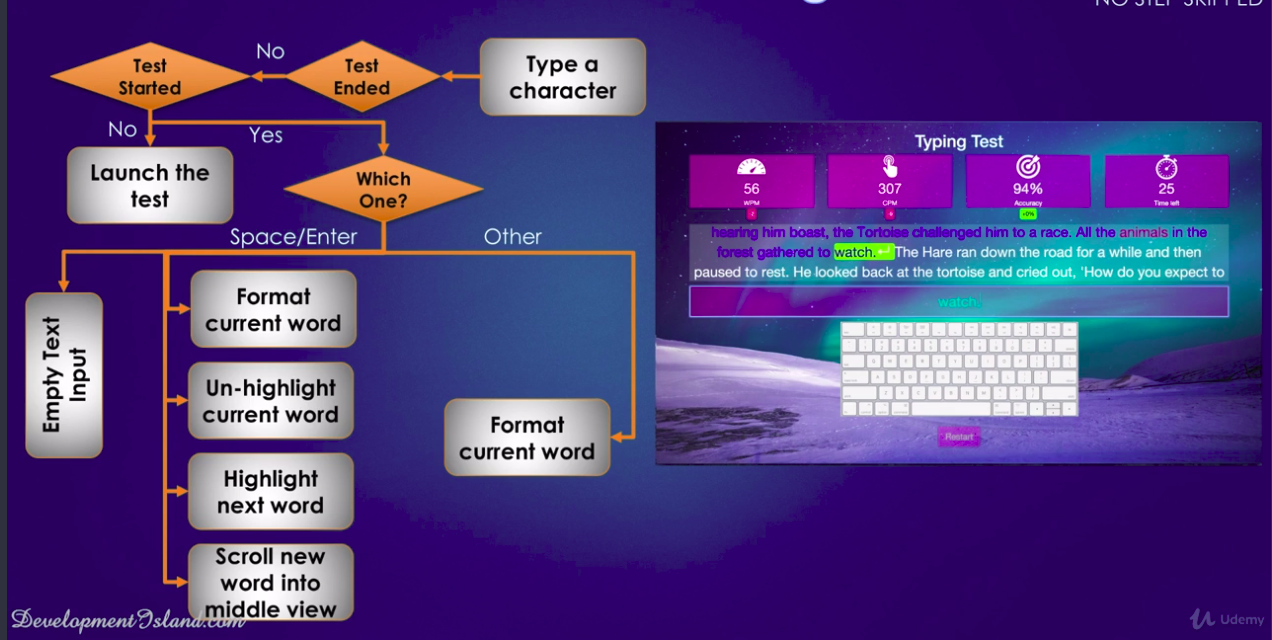 No
Test
Started
Test
Ended
Type a
character
No
Yes
Launch the
test
Which
One?
Space/Enter
Other
Empty Text
Input
Format
current word
Un-highlight
current word
Highlight
next word
Scroll new
word into
middle view
Format
current word
Typing Test
56
WPM
307
CPM
94%
Accuracy
+0%
25
Time left
hearing him boast, the Tortoise challenged him to a race. All the animals in the
forest gathered to watch.↵ The Hare ran down the road for a while and then
paused to rest. He looked back at the tortoise and cried out, 'How do you expect to
watch.
Restart
DevelopmentIsland.com
Udemy